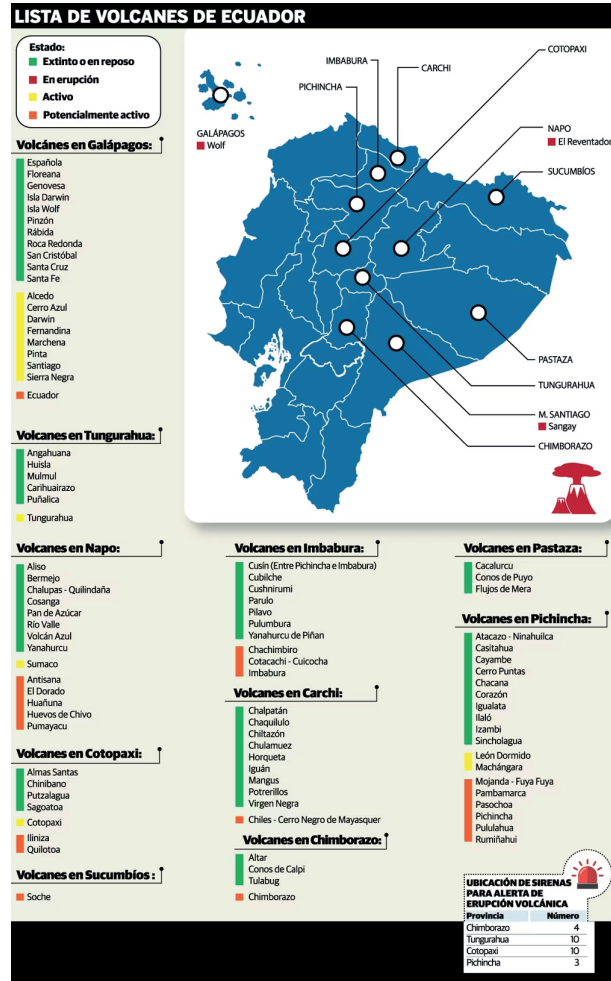 LISTA DE VOLCANES DE ECUADOR
Estado:
Extinto o en reposo
En erupción
Activo
Potencialmente activo
COTOPAXI
IMBABURA
CARCHI
PICHINCHA
GALÁPAGOS
Wolf
NAPO
El Reventador
SUCUMBÍOS
PASTAZA
TUNGURAHUA
M. SANTIAGO
Sangay
CHIMBORAZO
Volcánes en Galápagos:
Española
Floreana
Genovesa
Isla Darwin
Isla Wolf
Pinzón
Rábida
Roca Redonda
San Cristóbal
Santa Cruz
Santa Fe
Alcedo
Cerro Azul
Darwin
Fernandina
Marchena
Pinta
Santiago
Sierra Negra
Ecuador
Volcanes en Tungurahua:
Angahuana
Huisla
Mulmul
Carihuairazo
Puñalica
Tungurahua
Volcanes en Napo:
Aliso
Bermejo
Chalupas - Quilindaña
Cosanga
Pan de Azúcar
Río Valle
Volcán Azul
Yanahurcu
Sumaco
Antisana
El Dorado
Huañuna
Huevos de Chivo
Pumayacu
Volcanes en Cotopaxi:
Almas Santas
Chinibano
Putzalagua
Sagoatoa
Cotopaxi
Iliniza
Quilotoa
Volcanes en Sucumbíos :
Soche
Volcanes en Imbabura:
Cusín (Entre Pichincha e Imbabura)
Cubilche
Cushnirumi
Parulo
Pilavo
Pulumbura
Yanahurcu de Piñan
Chachimbiro
Cotacachi - Cuicocha
Imbabura
Volcanes en Carchi:
Chalpatán
Chaquilulo
Chiltazón
Chulamuez
Horqueta
Iguán
Mangus
Potrerillos
Virgen Negra
Chiles - Cerro Negro de Mayasquer
Volcanes en Chimborazo:
Altar
Conos de Calpi
Tulabug
Chimborazo
Volcanes en Pastaza:
Cacalurcu
Conos de Puyo
Flujos de Mera
Volcanes en Pichincha:
Atacazo - Ninahuilca
Casitahua
Cayambe
Cerro Puntas
Chacana
Corazón
Igualata
Ilaló
Izambi
Sincholagua
León Dormido
Machángara
Mojanda - Fuya Fuya
Pambamarca
Pasochoa
Pichincha
Pululahua
Rumiñahui
UBICACIÓN DE SIRENAS
PARA ALERTA DE
ERUPCIÓN VOLCÁNICA
Provincia Número
Chimborazo 4
Tungurahua 10
Cotopaxi 10
Pichincha 3